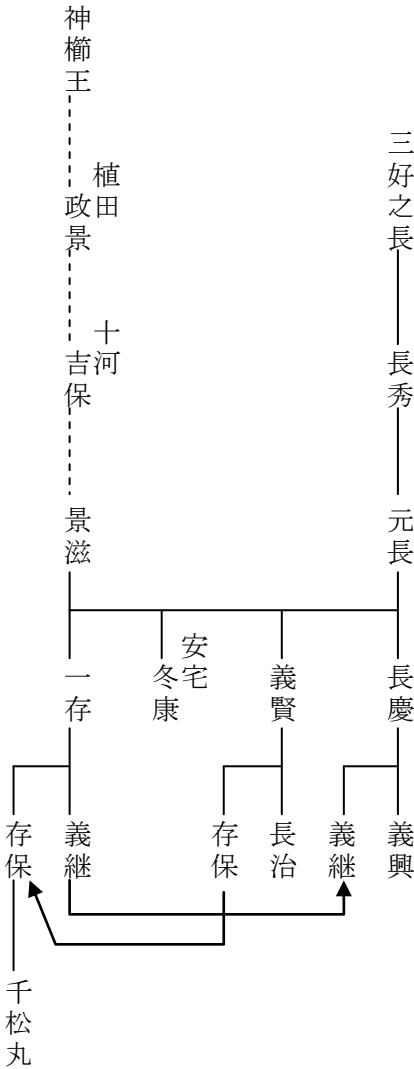 三好之長
長秀
元長
長慶
義興
義継
義賢
長治
存保
安宅
冬康
神櫛王
植田
政景
十河
吉保
景滋
一存
義継
存保
千松丸